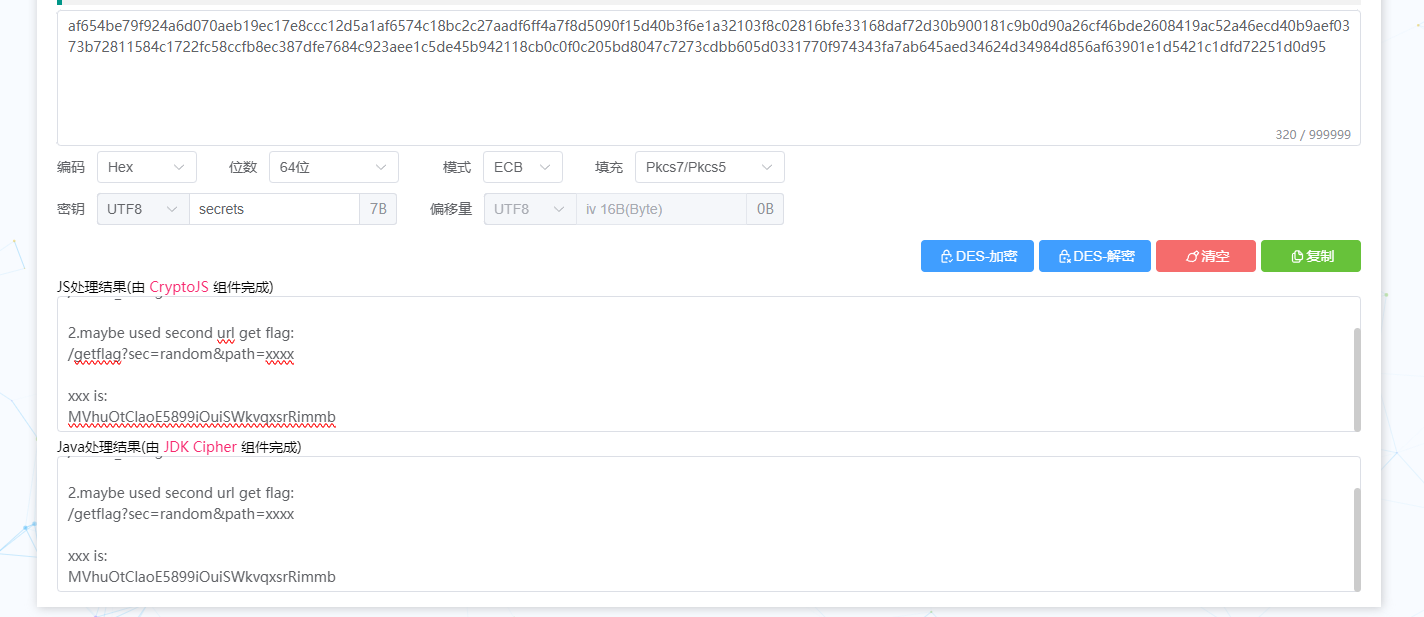 af654be79f924a6d070aeb19ec17e8ccc12d5a1af6574c18bc2c27aadf6ff4a7f8d5090f15d40b3f6e1a32103f8c02816bfe33168daf72d30b900181c9b0d90a26cf46bde2608419ac52a46ecd40b9aef03
73b72811584c1722fc58ccfb8ec387dfe7684c923aee1c5de45b942118cb0c0f0c205bd8047c7273cdbb605d0331770f974343fa7ab645aed34624d34984d856af63901e1d5421c1dfd72251d0d95
320 / 999999
编码 Hex 位数 64位 模式 ECB 填充 Pkcs7/Pkcs5
密钥 UTF8 secrets 7B 偏移量 UTF8 iv 16B(Byte) 0B
DES-加密 DES-解密 清空 复制
JS处理结果(由 CryptoJS 组件完成)
2.maybe used second url get flag:
/getflag?sec=random&path=xxxx
xxx is:
MVhuOtClaoE5899iOuiSWkvqxsrRimmb
Java处理结果(由 JDK Cipher 组件完成)
2.maybe used second url get flag:
/getflag?sec=random&path=xxxx
xxx is:
MVhuOtClaoE5899iOuiSWkvqxsrRimmb